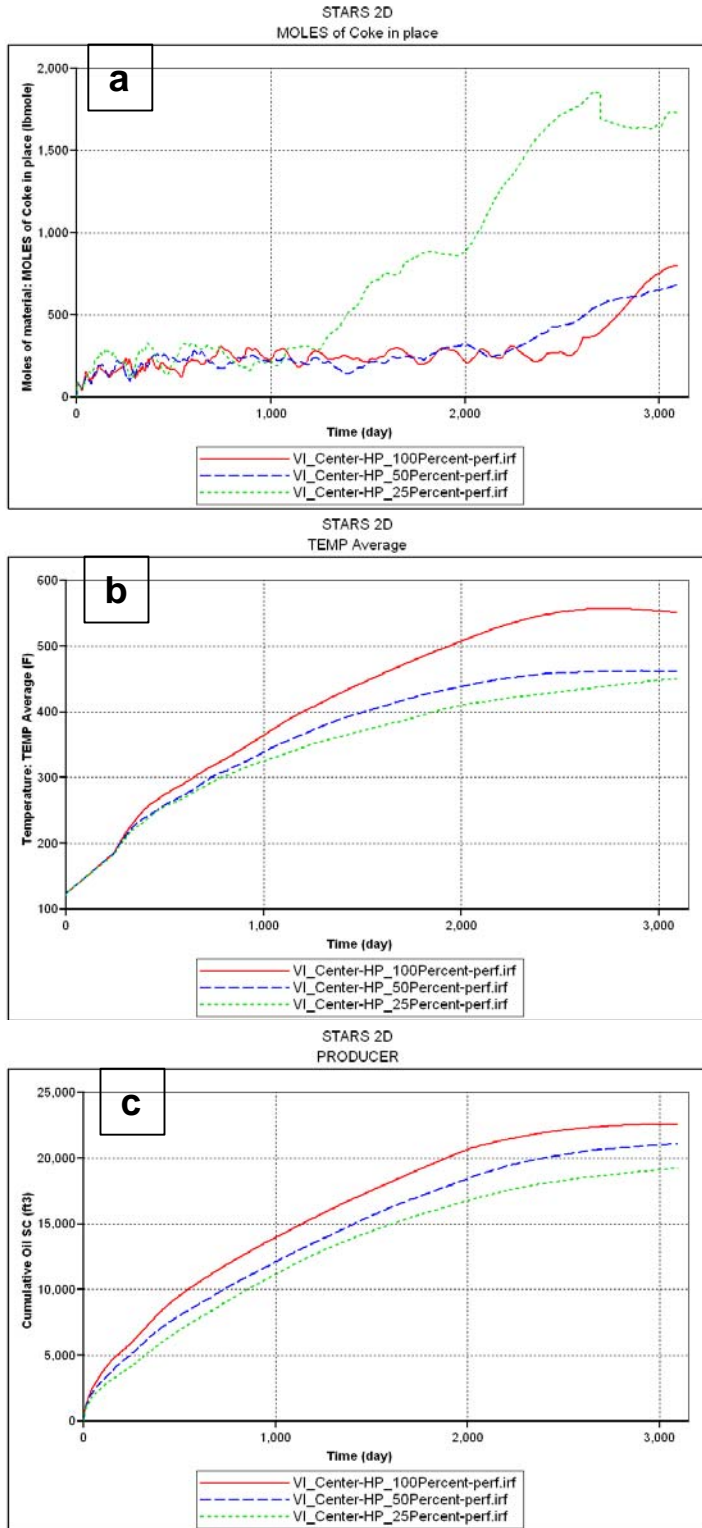 STARS 2D
MOLES of Coke in place
a
2,000
1,500
1,000
500
0
Moles of material: MOLES of Coke in place (lbmole)
0 1,000 2,000 3,000
Time (day)
VI_Center-HP_100Percent-perf.irf
VI_Center-HP_50Percent-perf.irf
VI_Center-HP_25Percent-perf.irf
STARS 2D
TEMP Average
b
600
500
400
300
200
100
Temperature: TEMP Average (F)
0 1,000 2,000 3,000
Time (day)
VI_Center-HP_100Percent-perf.irf
VI_Center-HP_50Percent-perf.irf
VI_Center-HP_25Percent-perf.irf
STARS 2D
PRODUCER
c
25,000
20,000
15,000
10,000
5,000
0
Cumulative Oil SC (ft3)
0 1,000 2,000 3,000
Time (day)
VI_Center-HP_100Percent-perf.irf
VI_Center-HP_50Percent-perf.irf
VI_Center-HP_25Percent-perf.irf